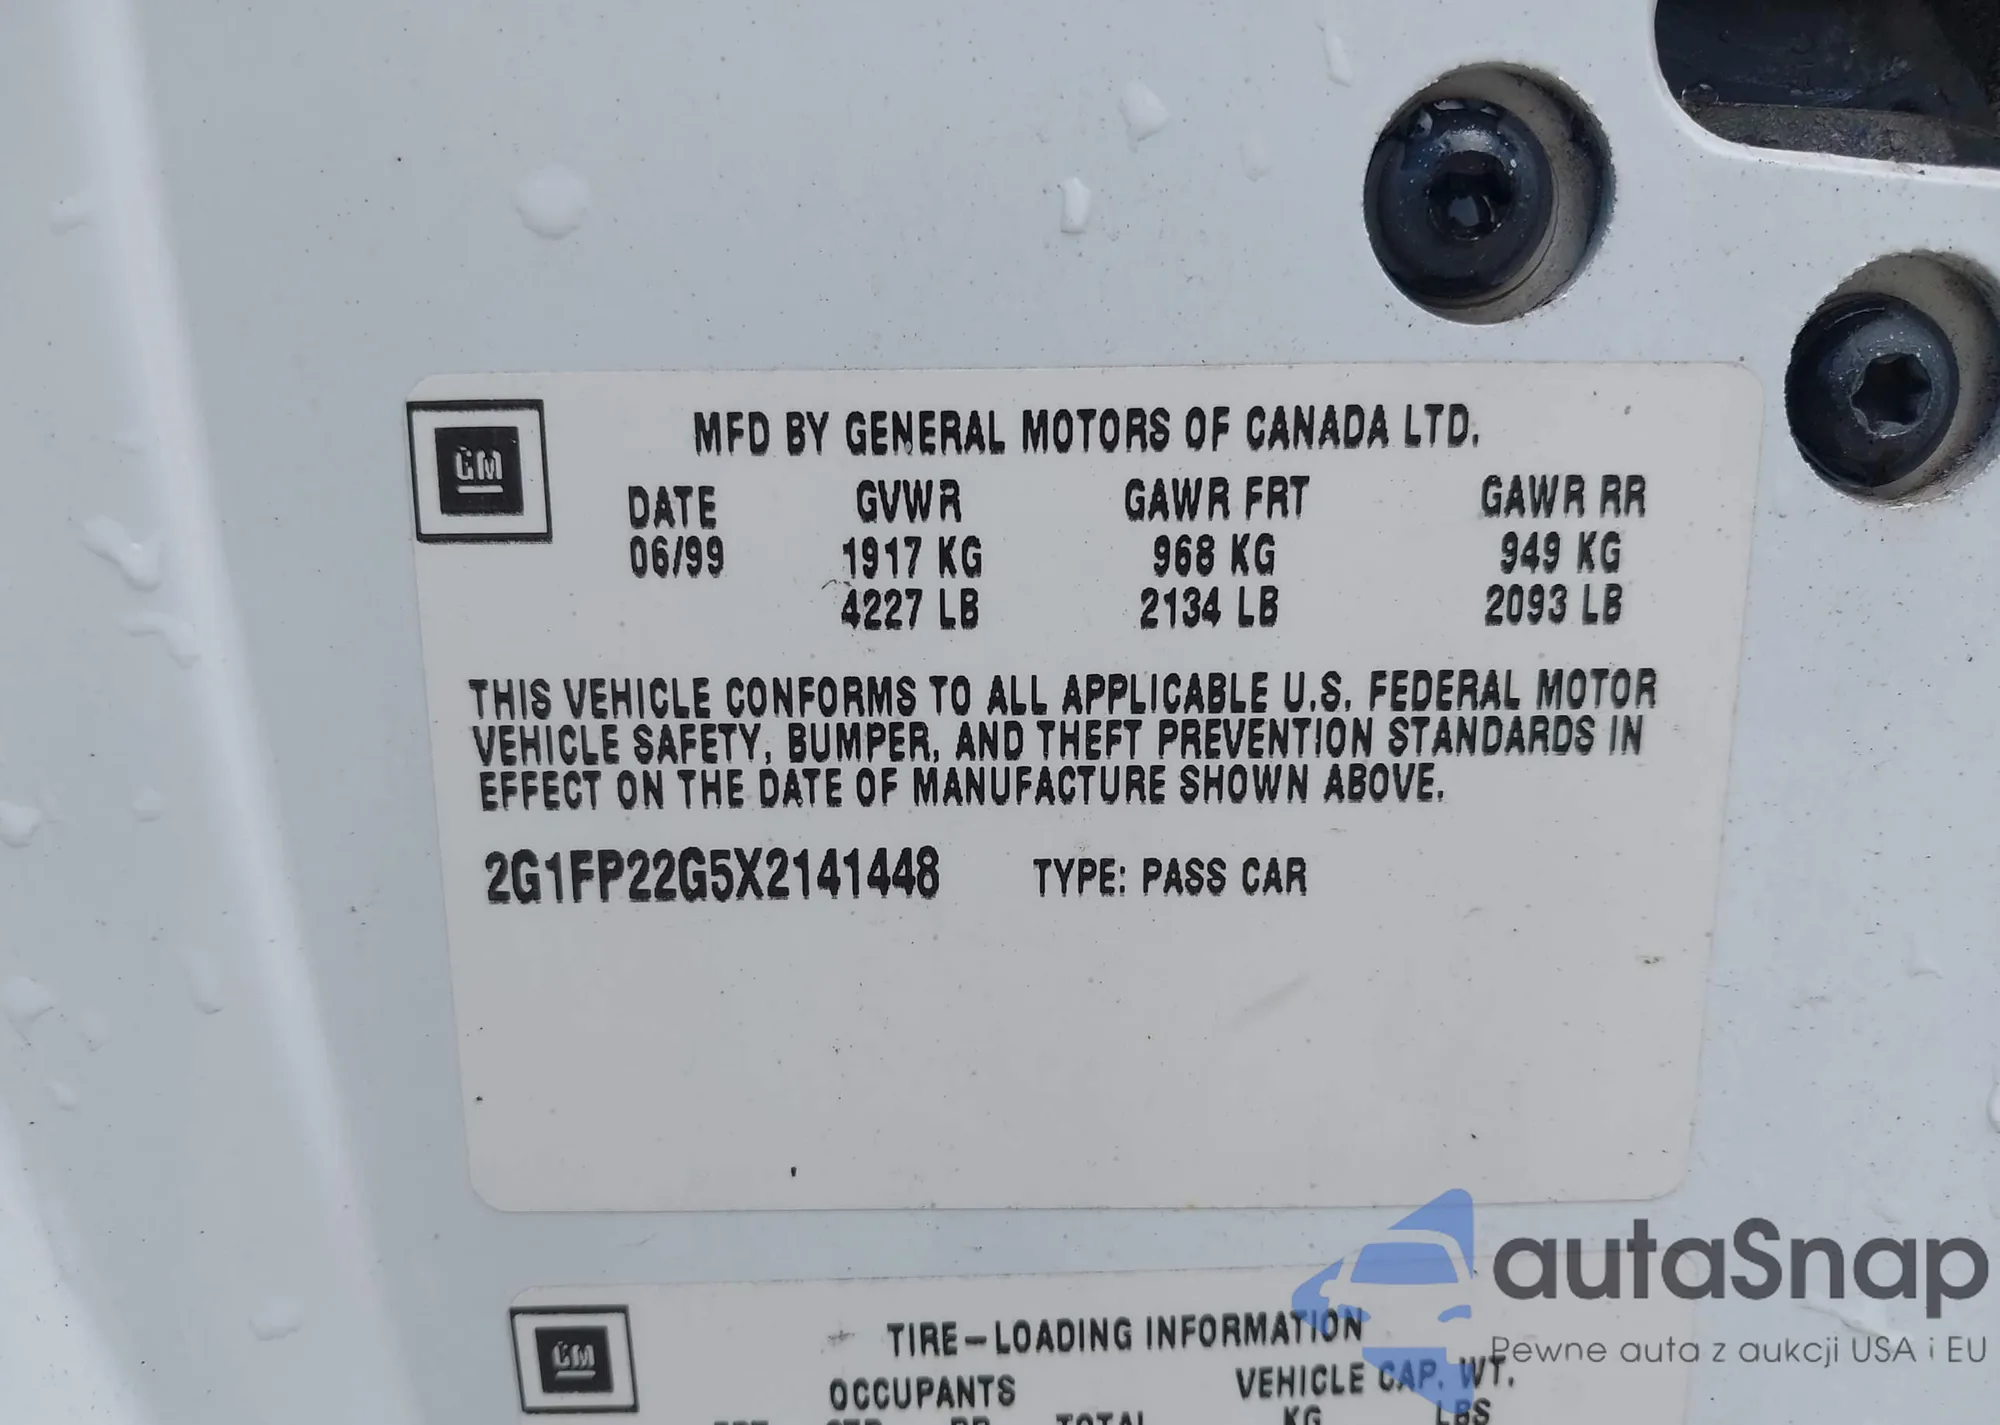 GM
MFD BY GENERAL MOTORS OF CANADA LTD.
DATE GVWR GAWR FRT GAWR RR
06/99 1917 KG 968 KG 949 KG
4227 LB 2134 LB 2093 LB
THIS VEHICLE CONFORMS TO ALL APPLICABLE U.S. FEDERAL MOTOR
VEHICLE SAFETY, BUMPER, AND THEFT PREVENTION STANDARDS IN
EFFECT ON THE DATE OF MANUFACTURE SHOWN ABOVE.
2G1FP22G5X2141448 TYPE: PASS CAR
GM
TIRE-LOADING INFORMATION
OCCUPANTS VEHICLE CAP. WT.
TOTAL KG LBS
autaSnap
Pewne auta z aukcji USA i EU